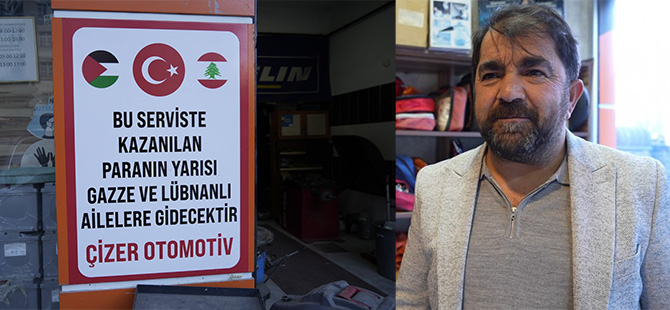 BU SERVİSTE
KAZANILAN
PARANIN YARISI
GAZZE VE LÜBNANLI
AİLELERE GİDECEKTİR
ÇİZER OTOMOTİV